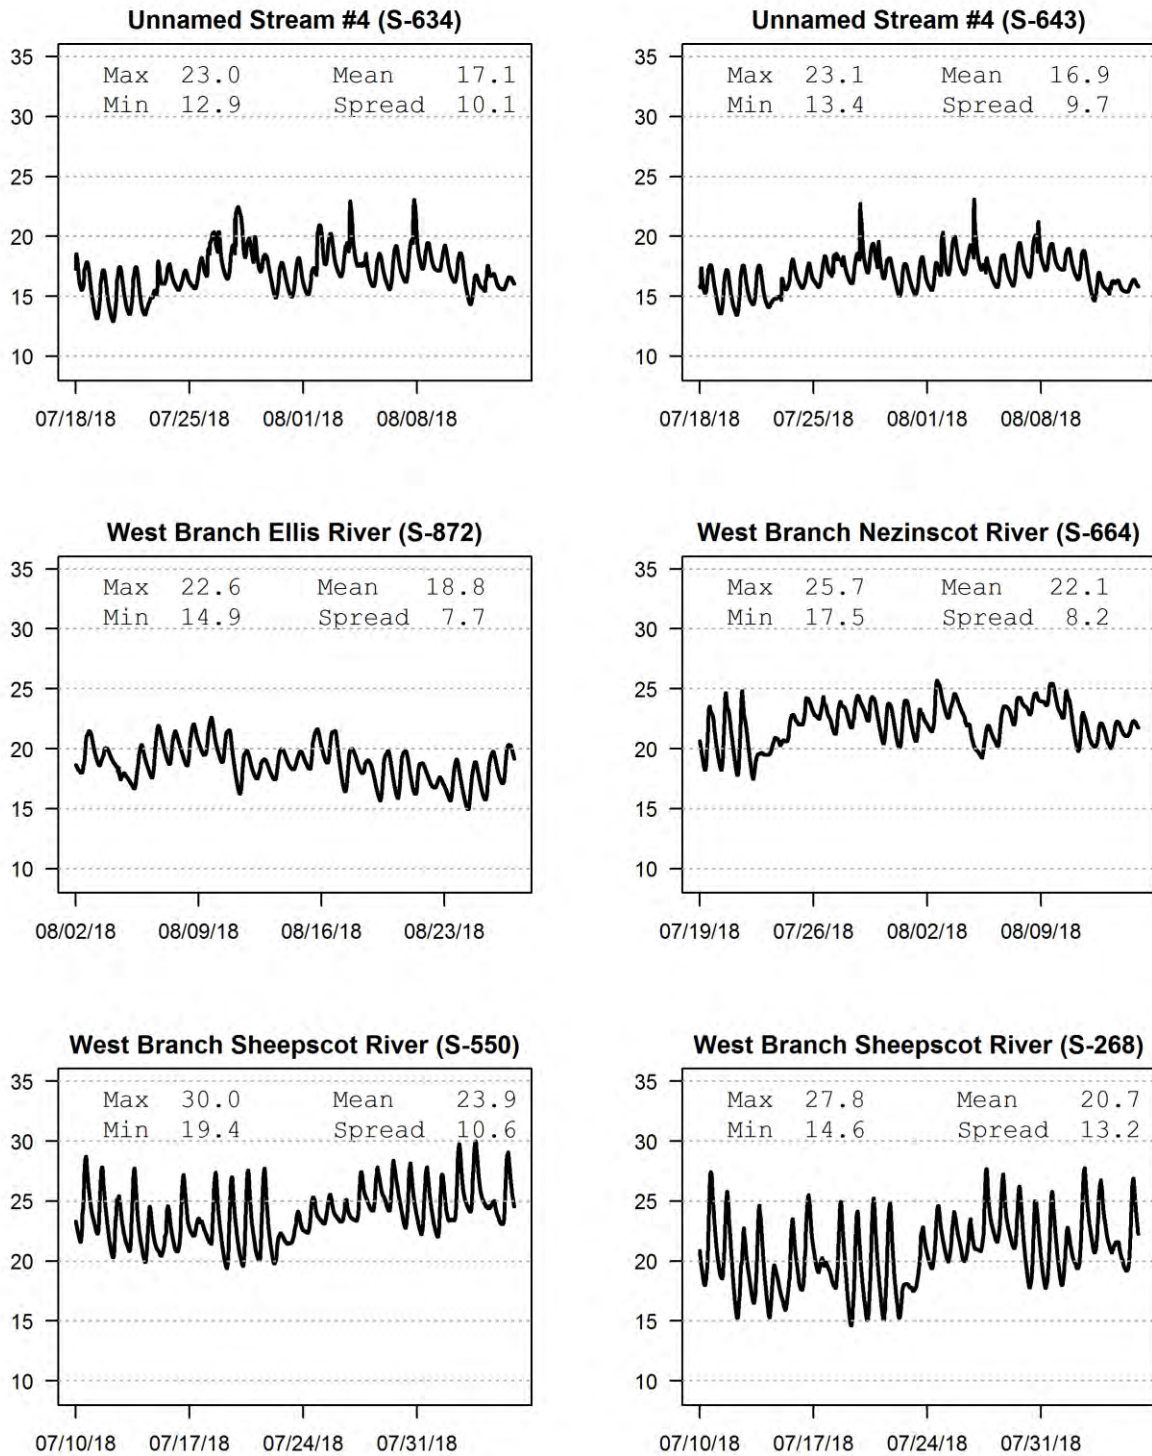 Unnamed Stream #4 (S-634)
Max 23.0 Mean 17.1
Min 12.9 Spread 10.1
35
30
25
20
15
10
07/18/18 07/25/18 08/01/18 08/08/18
Unnamed Stream #4 (S-643)
Max 23.1 Mean 16.9
Min 13.4 Spread 9.7
35
30
25
20
15
10
07/18/18 07/25/18 08/01/18 08/08/18
West Branch Ellis River (S-872)
Max 22.6 Mean 18.8
Min 14.9 Spread 7.7
35
30
25
20
15
10
08/02/18 08/09/18 08/16/18 08/23/18
West Branch Nezinscot River (S-664)
Max 25.7 Mean 22.1
Min 17.5 Spread 8.2
35
30
25
20
15
10
07/19/18 07/26/18 08/02/18 08/09/18
West Branch Sheepscot River (S-550)
Max 30.0 Mean 23.9
Min 19.4 Spread 10.6
35
30
25
20
15
10
07/10/18 07/17/18 07/24/18 07/31/18
West Branch Sheepscot River (S-268)
Max 27.8 Mean 20.7
Min 14.6 Spread 13.2
35
30
25
20
15
10
07/10/18 07/17/18 07/24/18 07/31/18